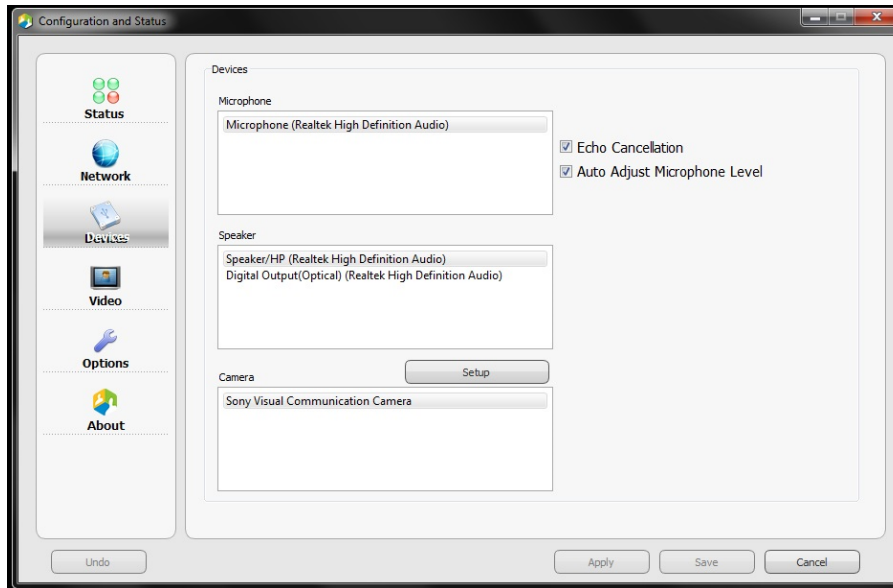 Configuration and Status
Status
Network
Devices
Video
Options
About
Devices
Microphone
Microphone (Realtek High Definition Audio)
Echo Cancellation
Auto Adjust Microphone Level
Speaker
Speaker/HP (Realtek High Definition Audio)
Digital Output(Optical) (Realtek High Definition Audio)
Setup
Camera
Sony Visual Communication Camera
Undo
Apply
Save
Cancel